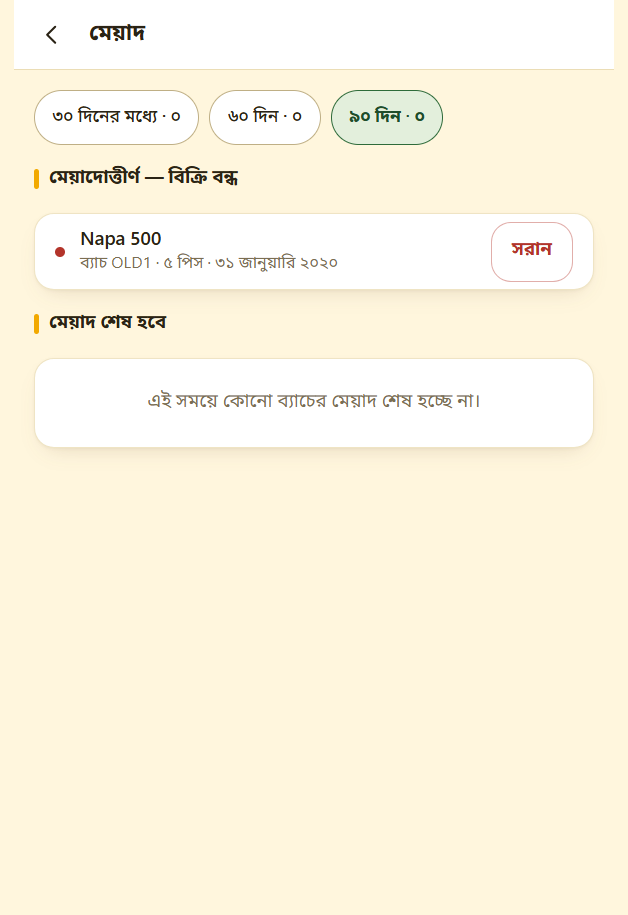 মেয়াদ
৩০ দিনের মধ্যে · ০
৬০ দিন · ০
৯০ দিন · ০
মেয়াদোত্তীর্ণ — বিক্রি বন্ধ
Napa 500
ব্যাচ OLD1 · ৫ পিস · ৩১ জানুয়ারি ২০২০
সরান
মেয়াদ শেষ হবে
এই সময়ে কোনো ব্যাচের মেয়াদ শেষ হচ্ছে না।